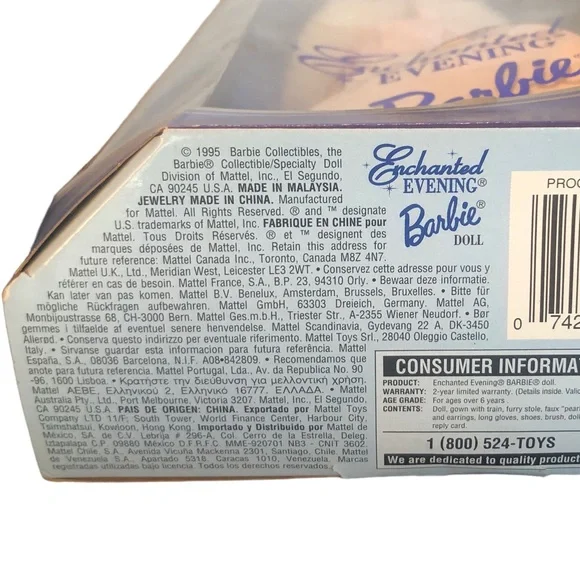 Enchanted
EVENING
Barbie
© 1995 Barbie Collectibles, the
Barbie® Collectible/Specialty Doll
Division of Mattel, Inc., El Segundo,
CA 90245 U.S.A. MADE IN MALAYSIA.
JEWELRY MADE IN CHINA. Manufactured
for Mattel. All Rights Reserved. ® and ™ designate
U.S. trademarks of Mattel, Inc. FABRIQUE EN CHINE pour
Mattel. Tous Droits Réservés. ® et ™ designent des
marques déposées de Mattel, Inc. Retain this address for
future reference: Mattel Canada Inc., Toronto, Canada M8Z 4N7.
Mattel U.K., Ltd., Meridian West, Leicester LE3 2WT. • Conservez cette adresse pour vous y
référer en cas de besoin. Mattel France, S.A., B.P. 23, 94310 Orly. • Bewaar deze informatie.
Kan later van pas komen. Mattel B.V. Benelux, Amsterdam, Brussels, Bruxelles. • Bitte für
mögliche Rückfragen aufbewahren. Mattel GmbH, 63303 Dreieich, Germany. Mattel AG,
Monbijoustrasse 68, CH-3000 Bern. Mattel Ges.m.b.H., Triester Str., A-2355 Wiener Neudorf. • Bør
gemmes i tilfælde af eventuel senere henvendelse. Mattel Scandinavia, Gydevang 22 A, DK-3450
Allerød. • Conserva questo indirizzo per eventuale riferimento. Mattel Toys Srl., 28040 Oleggio Castello,
Italy. • Sirvanse guardar esta informacion para futura referência. Mattel
España, S.A., 08036 Barcelona. N.I.F. A08•842809. • Recomendamos que
anote para futura referencia. Mattel Portugal, Lda., Av. da Republica No. 90
-96, 1600 Lisboa. • Κρατηστε την διευθυνση για μελλοντικη χρηση.
Mattel ΑΕΒΕ, Ελληνικού 2, Ελληνικό 16777, ΕΛΛΑΔΑ. • Mattel
Australia Pty., Ltd., Port Melbourne, Victoria 3207. Mattel, Inc., El Segundo,
CA 90245 U.S.A. PAIS DE ORIGEN: CHINA. Exportado por Mattel Toys
Company LTD 11/F; South Tower, World Finance Center, Harbour City,
Tsimshatsui, Kowloon, Hong Kong. Importado y Distribuido por Mattel de
México, SA. de C.V. Lebrija # 296-A, Col. Cerro de la Estrella, Deleg.
Iztapalapa, 09860 México D.F.R.F.C. MME-920701 NB3 - CNIT 3602.
Mattel Chile, S.A., Avenida Vicuña Mackenna 2301, Santiago, Chile. Mattel
de Venezuela S.A., Apartado 5318, Caracas 1010, Venezuela. Marcas
registradas utilizadas bajo licencia. Todos los derechos reservados.
Enchanted
EVENING®
Barbie®
DOLL
PROD
0 742
CONSUMER INFORMA
PRODUCT: Enchanted Evening® BARBIE® doll.
WARRANTY: 2-year limited warranty. (Details inside. Valid
AGE GRADE: For ages over 6 years.
CONTENTS: Doll, gown with train, furry stole, faux "pearl
and earrings, long gloves, shoes, brush, doll
reply card.
1 (800) 524-TOYS
We are dedicated to quality product